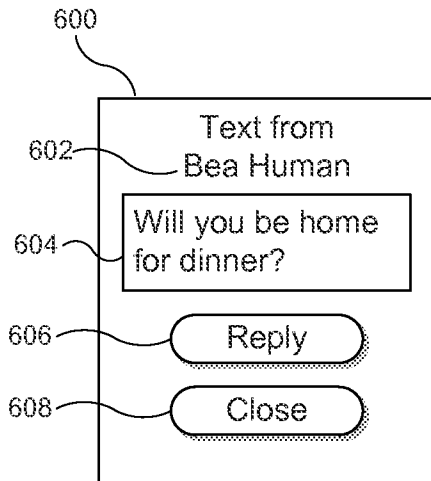 600
Text from
602
Bea Human
Will you be home
604
for dinner?
606
Reply
608
Close